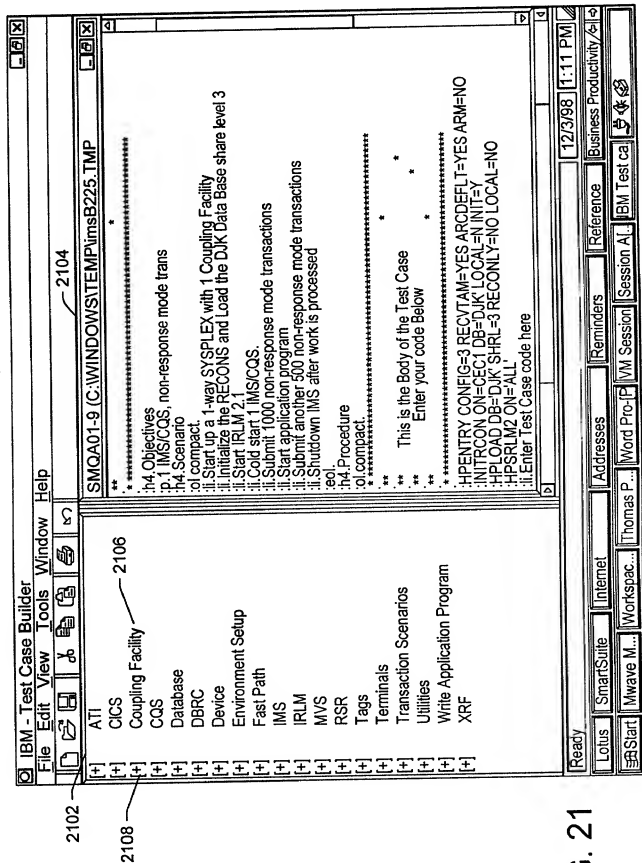 IBM - Test Case Builder
File Edit View Tools Window Help
2102
2108
[+] ATI
[+] CICS
[+] Coupling Facility
2106
[+] CQS
[+] Database
[+] DBRC
[+] Device
[+] Environment Setup
[+] Fast Path
[+] IMS
[+] IRLM
[+] MVS
[+] RSR
[+] Tags
[+] Terminals
[+] Transaction Scenarios
[+] Utilities
[+] Write Application Program
[+] XRF
SMQA01-9 (C:\WINDOWS\TEMP\imsB225.TMP
2104
.** *
.*****************************************************
:h4.Objectives
:p.1 IMS/CQS, non-response mode trans
:h4.Scenario
:ol compact.
:li.Start up a 1-way SYSPLEX with 1 Coupling Facility
:li.Initialize the RECONS and Load the DJK Data Base share level 3
:li.Start IRLM 2.1
:li.Cold start 1 IMS/CQS.
:li.Submit 1000 non-response mode transactions
:li.Start application program
:li.Submit another 500 non-response mode transactions
:li.Shutdown IMS after work is processed
:eol.
:h4.Procedure
:ol.compact.
.*****************************************************
.** *
.** This is the Body of the Test Case *
.** Enter your code Below *
.** *
.*****************************************************
:HPENTRY CONFIG=3 RECVTAM=YES ARCDEFLT=YES ARM=NO
:INITRCON ON=CEC1 DB='DJK' LOCAL=N INIT=Y
:HPLOAD DB='DJK' SHRL=3 RECONLY=NO LOCAL=NO
:HPSRLM2 ON='ALL'
:li.Enter Test Case code here
Ready
12/3/98 1:11 PM
Lotus SmartSuite Internet Addresses Reminders Reference Business Productivity
Start Mwave M... Workspac... Thomas P... Word Pro-[P VM Session Session A[. IBM Test ca
. 21